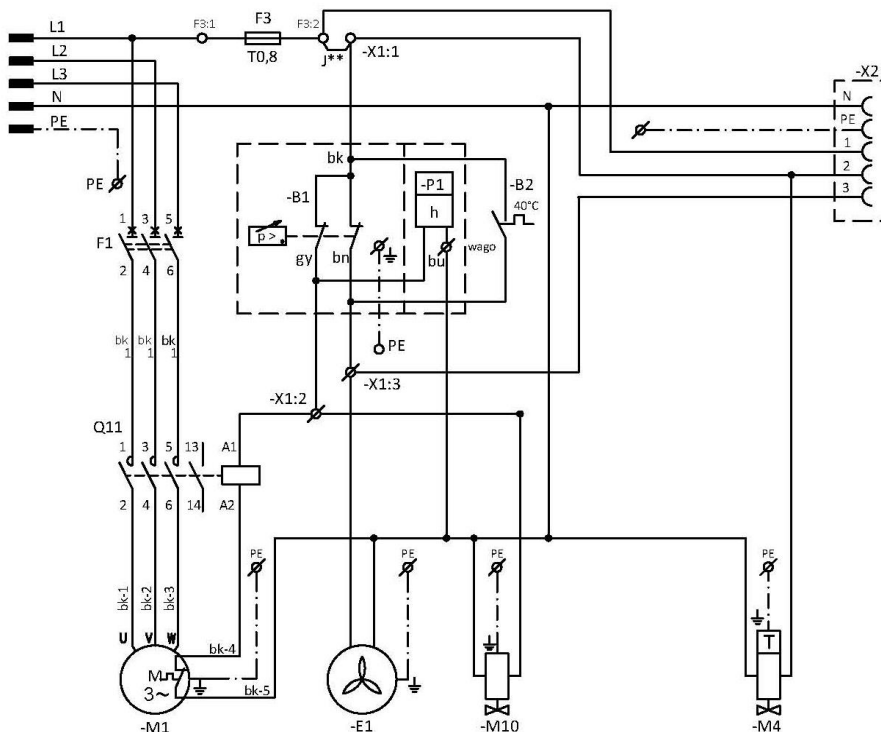 L1
F3:1
F3
F3:2
T0,8
J**
-X1:1
L2
L3
N
PE
-X2
N
PE
1
2
3
PE
bk
-B1
-P1
h
-B2
40°C
p >
wago
gy
bn
bu
1 3 5
F1
2 4 6
PE
-X1:3
-X1:2
bk
1
bk
1
bk
1
Q11
1 3 5 13 A1
2 4 6 14 A2
PE
PE
PE
PE
bk-1
bk-2
bk-3
U V W
bk-4
M
3~
bk-5
T
-M1
-E1
-M10
-M4